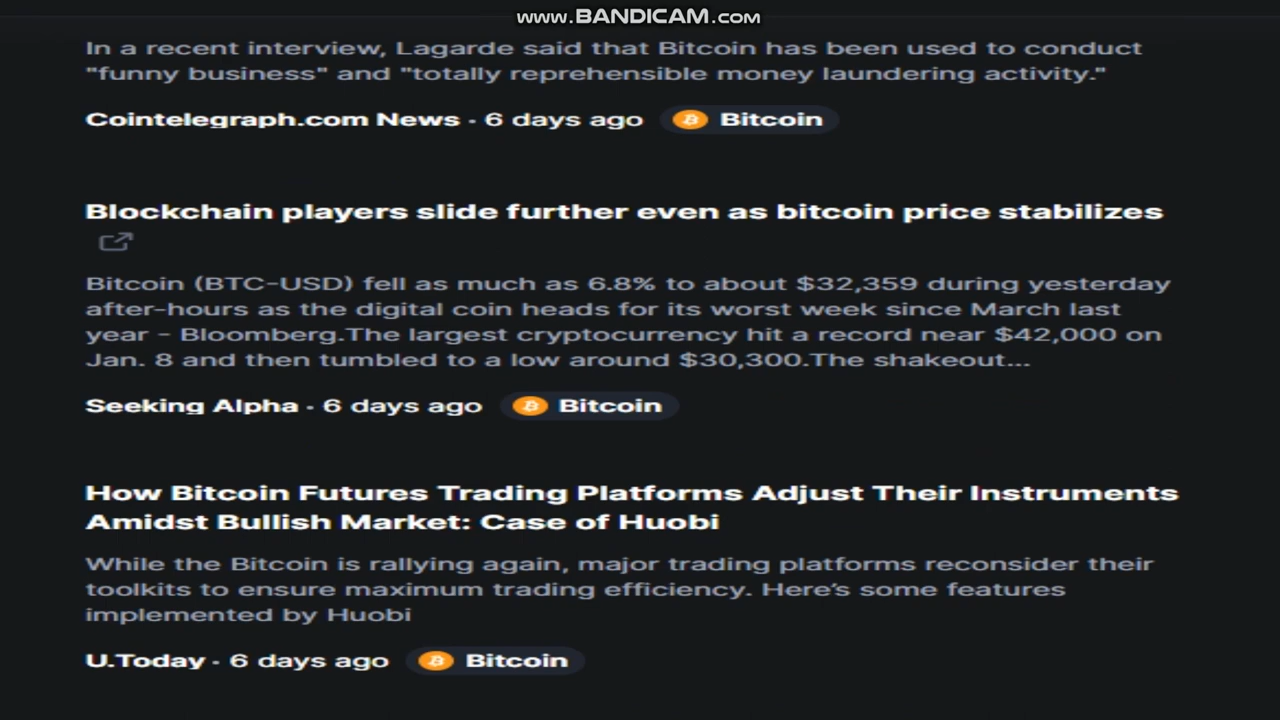 www.BANDICAM.com
In a recent interview, Lagarde said that Bitcoin has been used to conduct
"funny business" and "totally reprehensible money laundering activity."
Cointelegraph.com News · 6 days ago Bitcoin
Blockchain players slide further even as bitcoin price stabilizes
Bitcoin (BTC-USD) fell as much as 6.8% to about $32,359 during yesterday
after-hours as the digital coin heads for its worst week since March last
year – Bloomberg.The largest cryptocurrency hit a record near $42,000 on
Jan. 8 and then tumbled to a low around $30,300.The shakeout...
Seeking Alpha · 6 days ago Bitcoin
How Bitcoin Futures Trading Platforms Adjust Their Instruments
Amidst Bullish Market: Case of Huobi
While the Bitcoin is rallying again, major trading platforms reconsider their
toolkits to ensure maximum trading efficiency. Here’s some features
implemented by Huobi
U.Today · 6 days ago Bitcoin